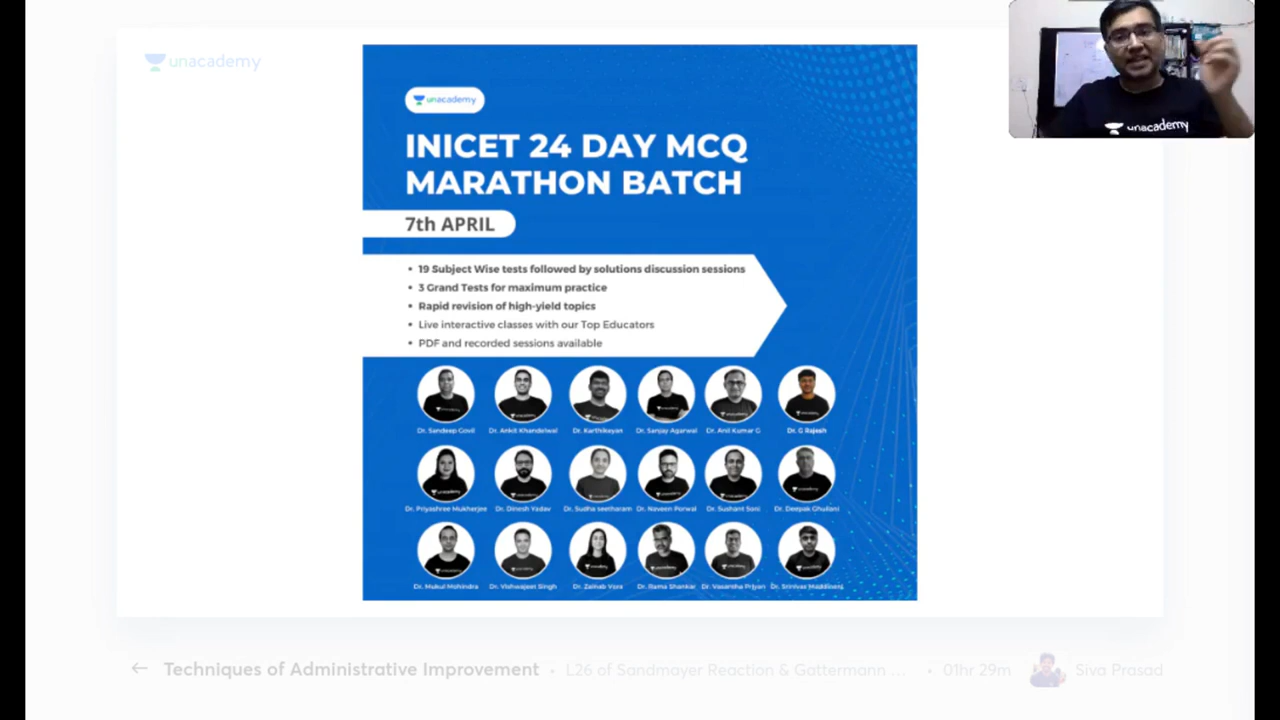 unacademy
unacademy
unacademy
INICET 24 DAY MCQ
MARATHON BATCH
7th APRIL
• 19 Subject Wise tests followed by solutions discussion sessions
• 3 Grand Tests for maximum practice
• Rapid revision of high-yield topics
• Live interactive classes with our Top Educators
• PDF and recorded sessions available
Dr. Sandeep Govil Dr. Ankit Khandelwal Dr. Karthikeyan Dr. Sanjay Agarwal Dr. Anil Kumar G Dr. G Rajesh
Dr. Priyashree Mukherjee Dr. Dinesh Yadav Dr. Sudha seetharam Dr. Naveen Porwal Dr. Sushant Soni Dr. Deepak Ghuliani
Dr. Mukul Mohindra Dr. Vishwajeet Singh Dr. Zainab Vora Dr. Rama Shankar Dr. Priyan Dr. Srinivas
← Techniques of Administrative Improvement • L26 of Sandmayer Reaction & Gattermann ... • 01hr 29m Siva Prasad